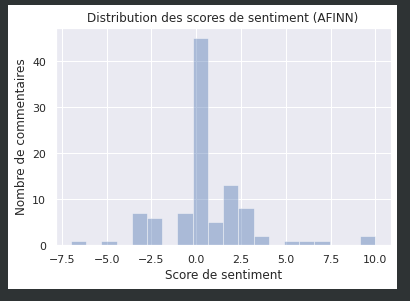 Distribution des scores de sentiment (AFINN)
Nombre de commentaires
40
30
20
10
0
−7.5 −5.0 −2.5 0.0 2.5 5.0 7.5 10.0
Score de sentiment